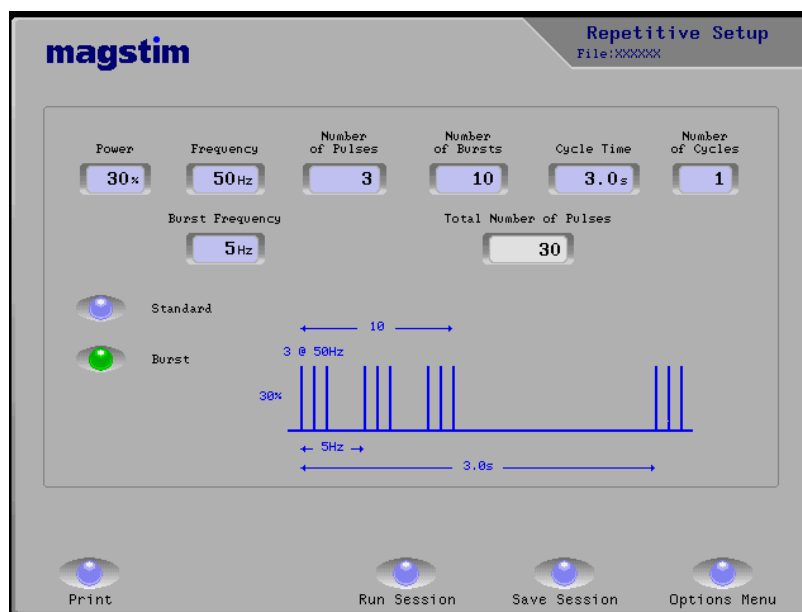 magstim
Repetitive Setup
File:XXXXXX
Power
Frequency
Number
of Pulses
Number
of Bursts
Cycle Time
Number
of Cycles
30%
50Hz
3
10
3.0s
1
Burst Frequency
Total Number of Pulses
5Hz
30
Standard
Burst
10
3 @ 50Hz
30%
5Hz
3.0s
Print
Run Session
Save Session
Options Menu